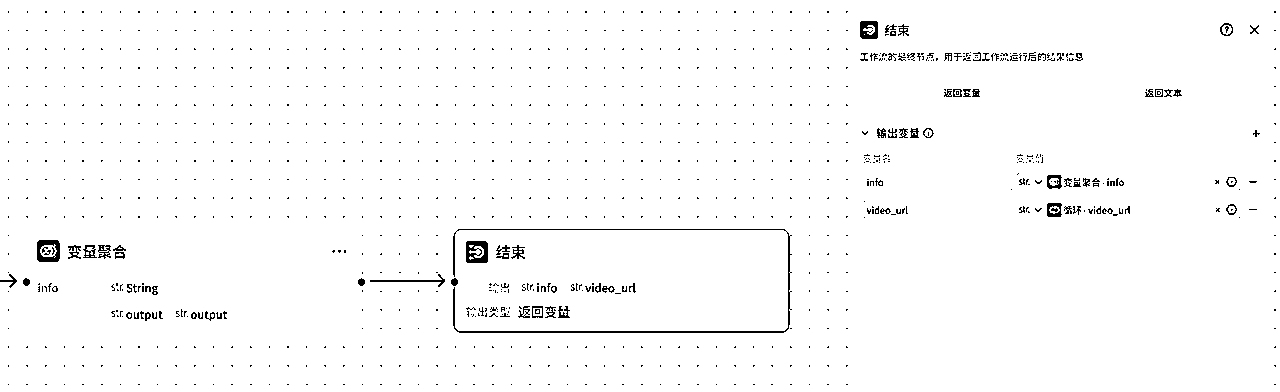 变量聚合
info str. String
str. output str. output
结束
输出 str. info str. video_url
输出类型 返回变量
结束
工作流的最终节点，用于返回工作流运行后的结果信息
返回变量 返回文本
输出变量
变量名 变量值
info str. 变量聚合 · info
video_url str. 循环 · video_url